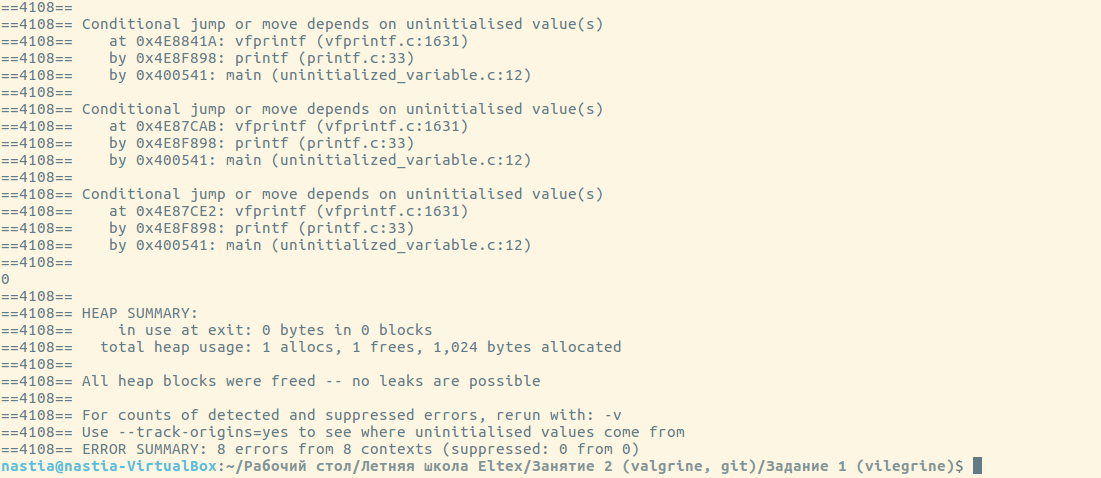 ==4108==
==4108== Conditional jump or move depends on uninitialised value(s)
==4108==    at 0x4E8841A: vfprintf (vfprintf.c:1631)
==4108==    by 0x4E8F898: printf (printf.c:33)
==4108==    by 0x400541: main (uninitialized_variable.c:12)
==4108==
==4108== Conditional jump or move depends on uninitialised value(s)
==4108==    at 0x4E87CAB: vfprintf (vfprintf.c:1631)
==4108==    by 0x4E8F898: printf (printf.c:33)
==4108==    by 0x400541: main (uninitialized_variable.c:12)
==4108==
==4108== Conditional jump or move depends on uninitialised value(s)
==4108==    at 0x4E87CE2: vfprintf (vfprintf.c:1631)
==4108==    by 0x4E8F898: printf (printf.c:33)
==4108==    by 0x400541: main (uninitialized_variable.c:12)
==4108==
0
==4108==
==4108== HEAP SUMMARY:
==4108==     in use at exit: 0 bytes in 0 blocks
==4108==   total heap usage: 1 allocs, 1 frees, 1,024 bytes allocated
==4108==
==4108== All heap blocks were freed -- no leaks are possible
==4108==
==4108== For counts of detected and suppressed errors, rerun with: -v
==4108== Use --track-origins=yes to see where uninitialised values come from
==4108== ERROR SUMMARY: 8 errors from 8 contexts (suppressed: 0 from 0)
nastia@nastia-VirtualBox:~/Рабочий стол/Летняя школа Eltex/Занятие 2 (valgrine, git)/Задание 1 (vilegrine)$